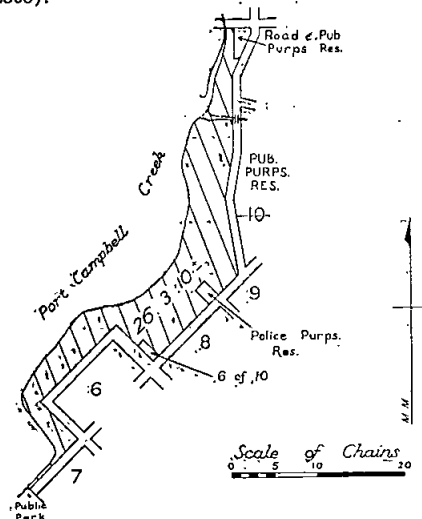 Road & Pub
Purps Res.
PUB.
PURPS.
RES.
10
Port Campbell Creek
26 . 3 . 10
9
Police Purps.
Res.
8
6 of 10
6
7
Public
Park
M M
Scale of Chains
0 5 10 20